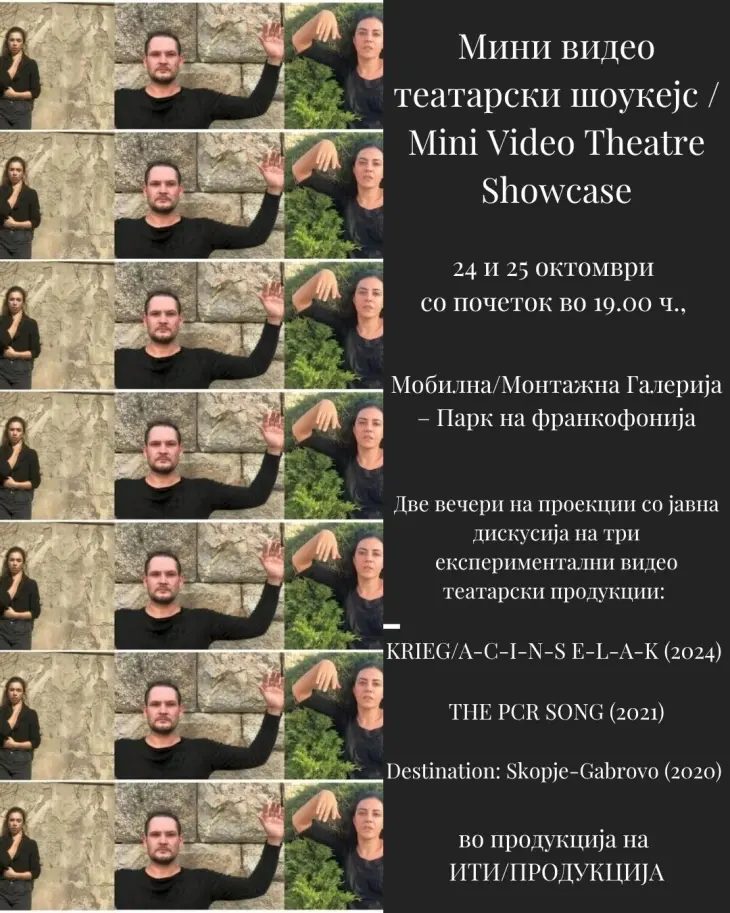 Мини видео
театарски шоукејс /
Mini Video Theatre
Showcase
24 и 25 октомври
со почеток во 19.00 ч.,
Мобилна/Монтажна Галерија
– Парк на франкофонија
Две вечери на проекции со јавна
дискусија на три
експериментални видео
театарски продукции:
KRIEG/A-C-I-N-S E-L-A-K (2024)
THE PCR SONG (2021)
Destination: Skopje-Gabrovo (2020)
во продукција на
ИТИ/ПРОДУКЦИЈА